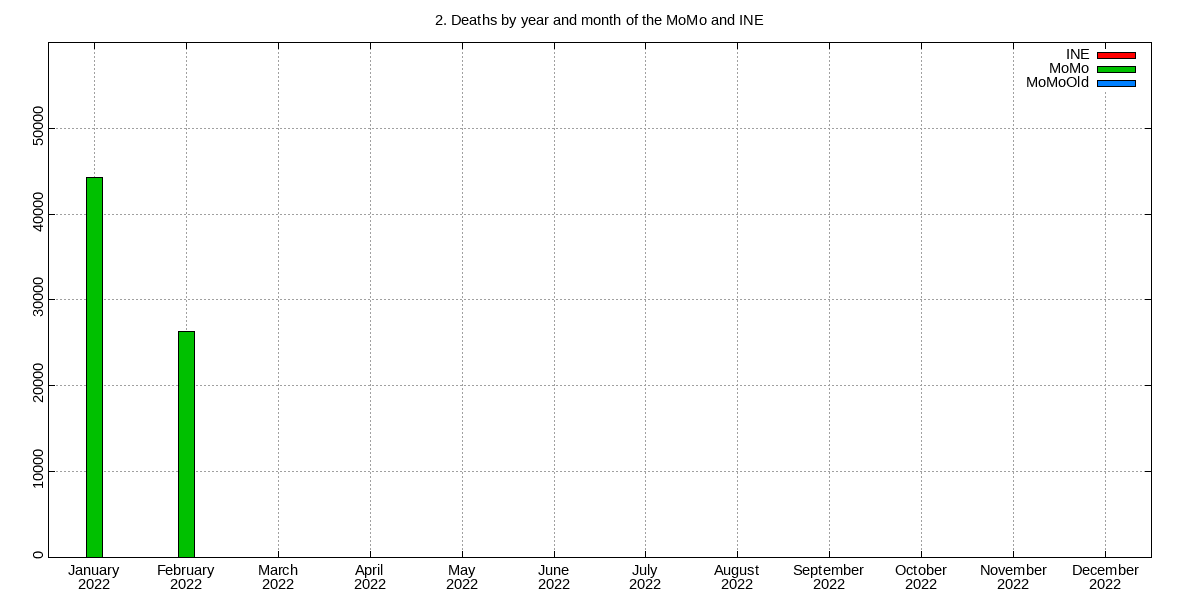 2. Deaths by year and month of the MoMo and INE
INE
MoMo
MoMoOld
50000
40000
30000
20000
10000
0
January February March April May June July August September October November December
2022 2022 2022 2022 2022 2022 2022 2022 2022 2022 2022 2022